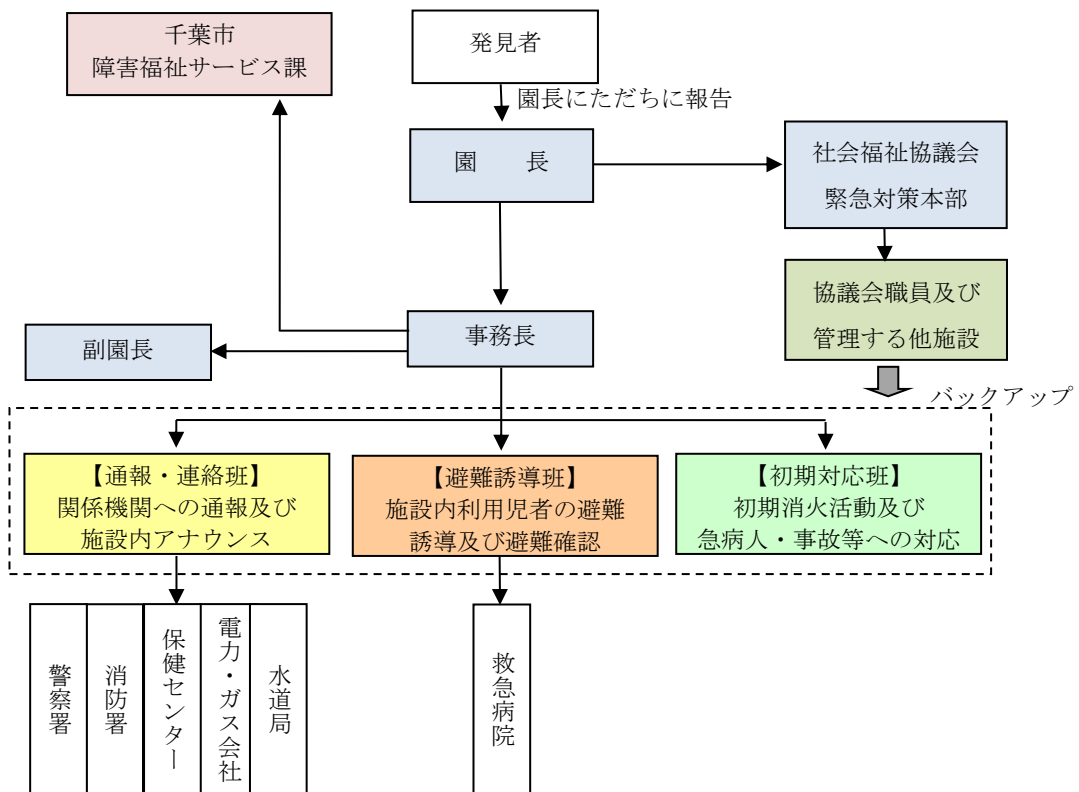 千葉市
障害福祉サービス課
発見者
園長にただちに報告
園　　長
社会福祉協議会
緊急対策本部
協議会職員及び
管理する他施設
事務長
副園長
バックアップ
【通報・連絡班】
関係機関への通報及び
施設内アナウンス
【避難誘導班】
施設内利用児者の避難
誘導及び避難確認
【初期対応班】
初期消火活動及び
急病人・事故等への対応
警察署
消防署
保健センター
電力・ガス会社
水道局
救急病院